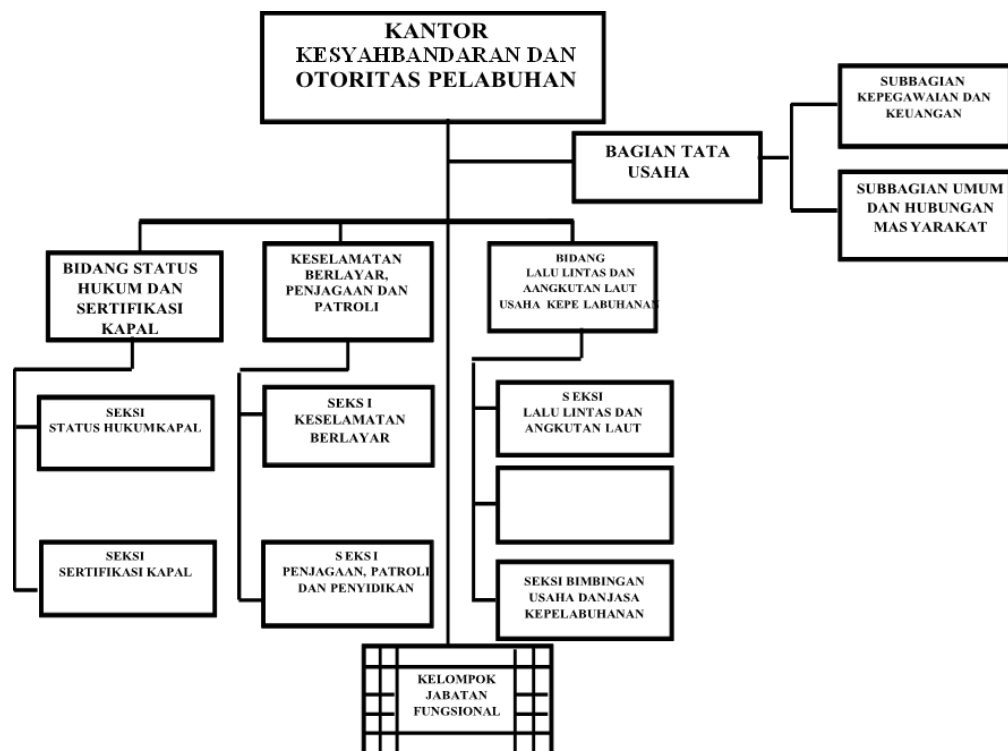 KANTOR
KESYAHBANDARAN DAN
OTORITAS PELABUHAN
SUBBAGIAN
KEPEGAWAIAN DAN
KEUANGAN
BAGIAN TATA
USAHA
SUBBAGIAN UMUM
DAN HUBUNGAN
MAS YARAKAT
BIDANG STATUS
HUKUM DAN
SERTIFIKASI
KAPAL
KESELAMATAN
BERLAYAR,
PENJAGAAN DAN
PATROLI
BIDANG
LALU LINTAS DAN
AANGKUTAN LAUT
USAHA KEPE LABUHANAN
SEKSI
STATUS HUKUMKAPAL
SEKS I
KESELAMATAN
BERLAYAR
S EKSI
LALU LINTAS DAN
ANGKUTAN LAUT
SEKSI
SERTIFIKASI KAPAL
S EKS I
PENJAGAAN, PATROLI
DAN PENYIDIKAN
SEKSI BIMBINGAN
USAHA DANJASA
KEPELABUHANAN
KELOMPOK
JABATAN
FUNGSIONAL